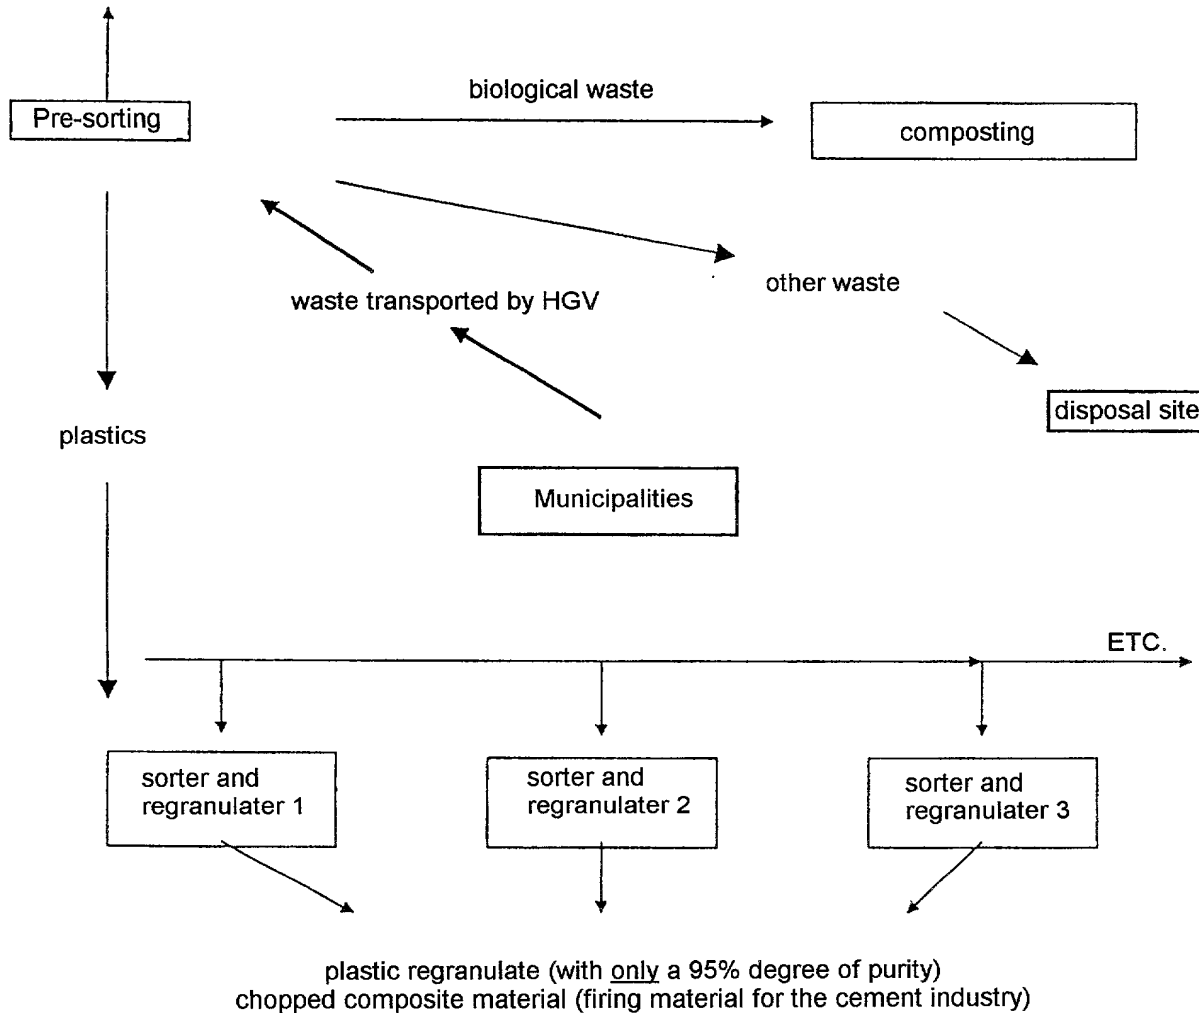 biological waste
Pre-sorting
composting
other waste
waste transported by HGV
disposal site
plastics
Municipalities
ETC.
sorter and
regranulater 1
sorter and
regranulater 2
sorter and
regranulater 3
plastic regranulate (with only a 95% degree of purity)
chopped composite material (firing material for the cement industry)